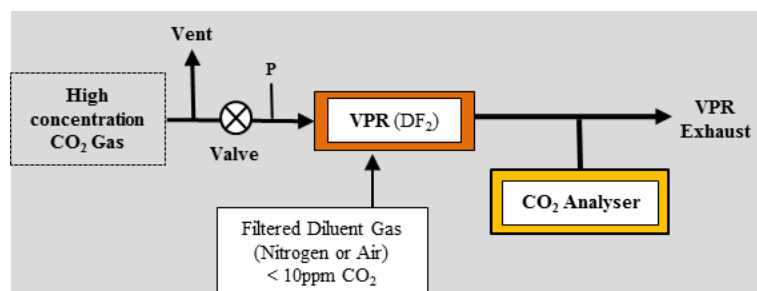 Vent
P
High
concentration
CO₂ Gas
Valve
VPR (DF₂)
VPR
Exhaust
CO₂ Analyser
Filtered Diluent Gas
(Nitrogen or Air)
< 10ppm CO₂